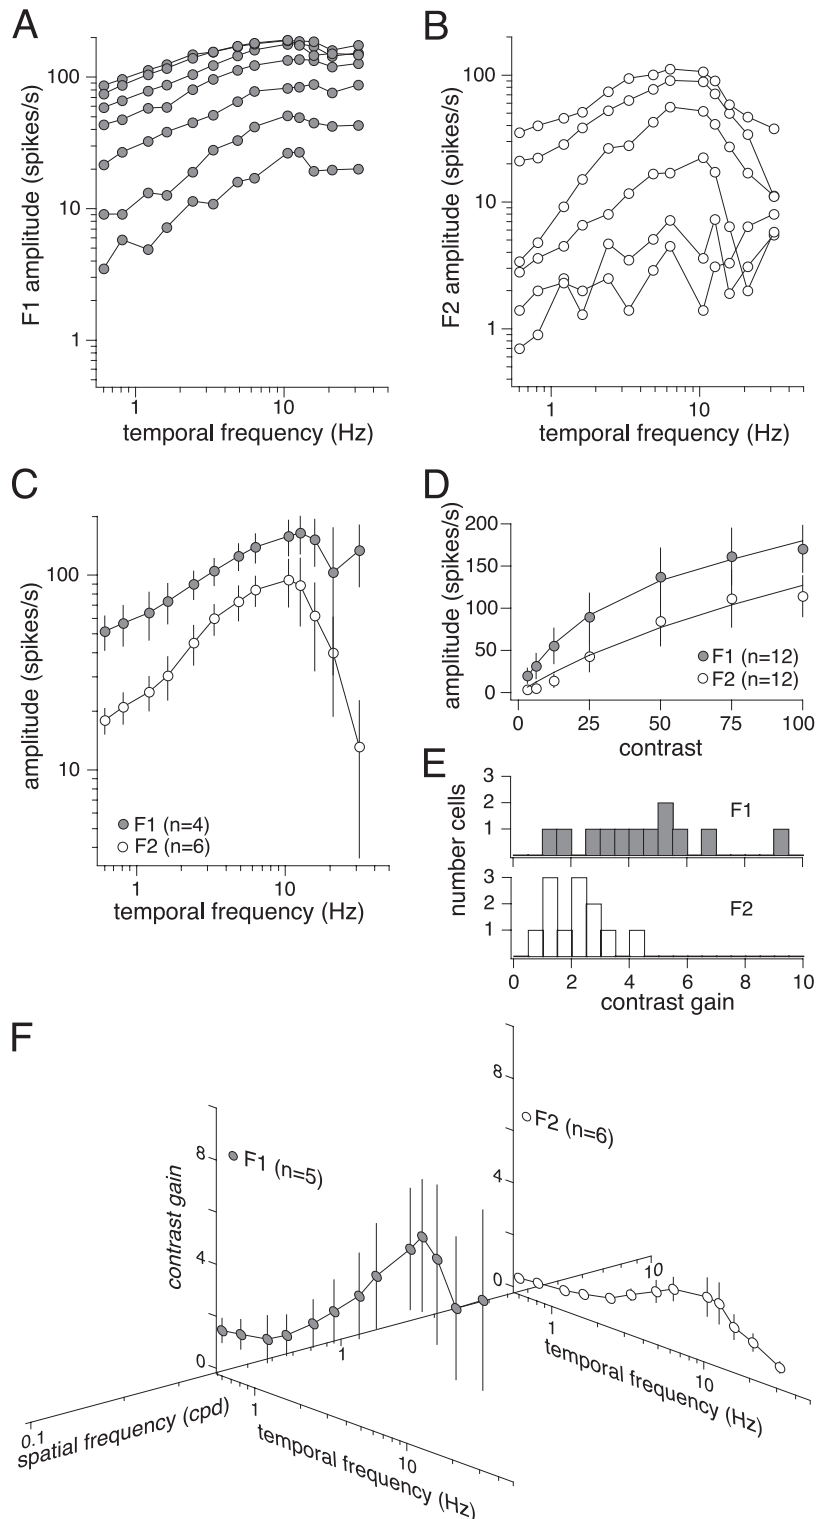 A
F1 amplitude (spikes/s)
100
10
1
1
10
temporal frequency (Hz)
B
F2 amplitude (spikes/s)
100
10
1
1
10
temporal frequency (Hz)
C
amplitude (spikes/s)
100
10
F1 (n=4)
F2 (n=6)
1
10
temporal frequency (Hz)
D
amplitude (spikes/s)
200
150
100
50
0
F1 (n=12)
F2 (n=12)
0
25
50
75
100
contrast
E
number cells
3
2
1
F1
3
2
1
F2
0
2
4
6
8
10
contrast gain
F
contrast gain
8
4
0
F1 (n=5)
8
4
0
F2 (n=6)
0.1
1
10
spatial frequency (cpd)
1
10
temporal frequency (Hz)
1
10
temporal frequency (Hz)